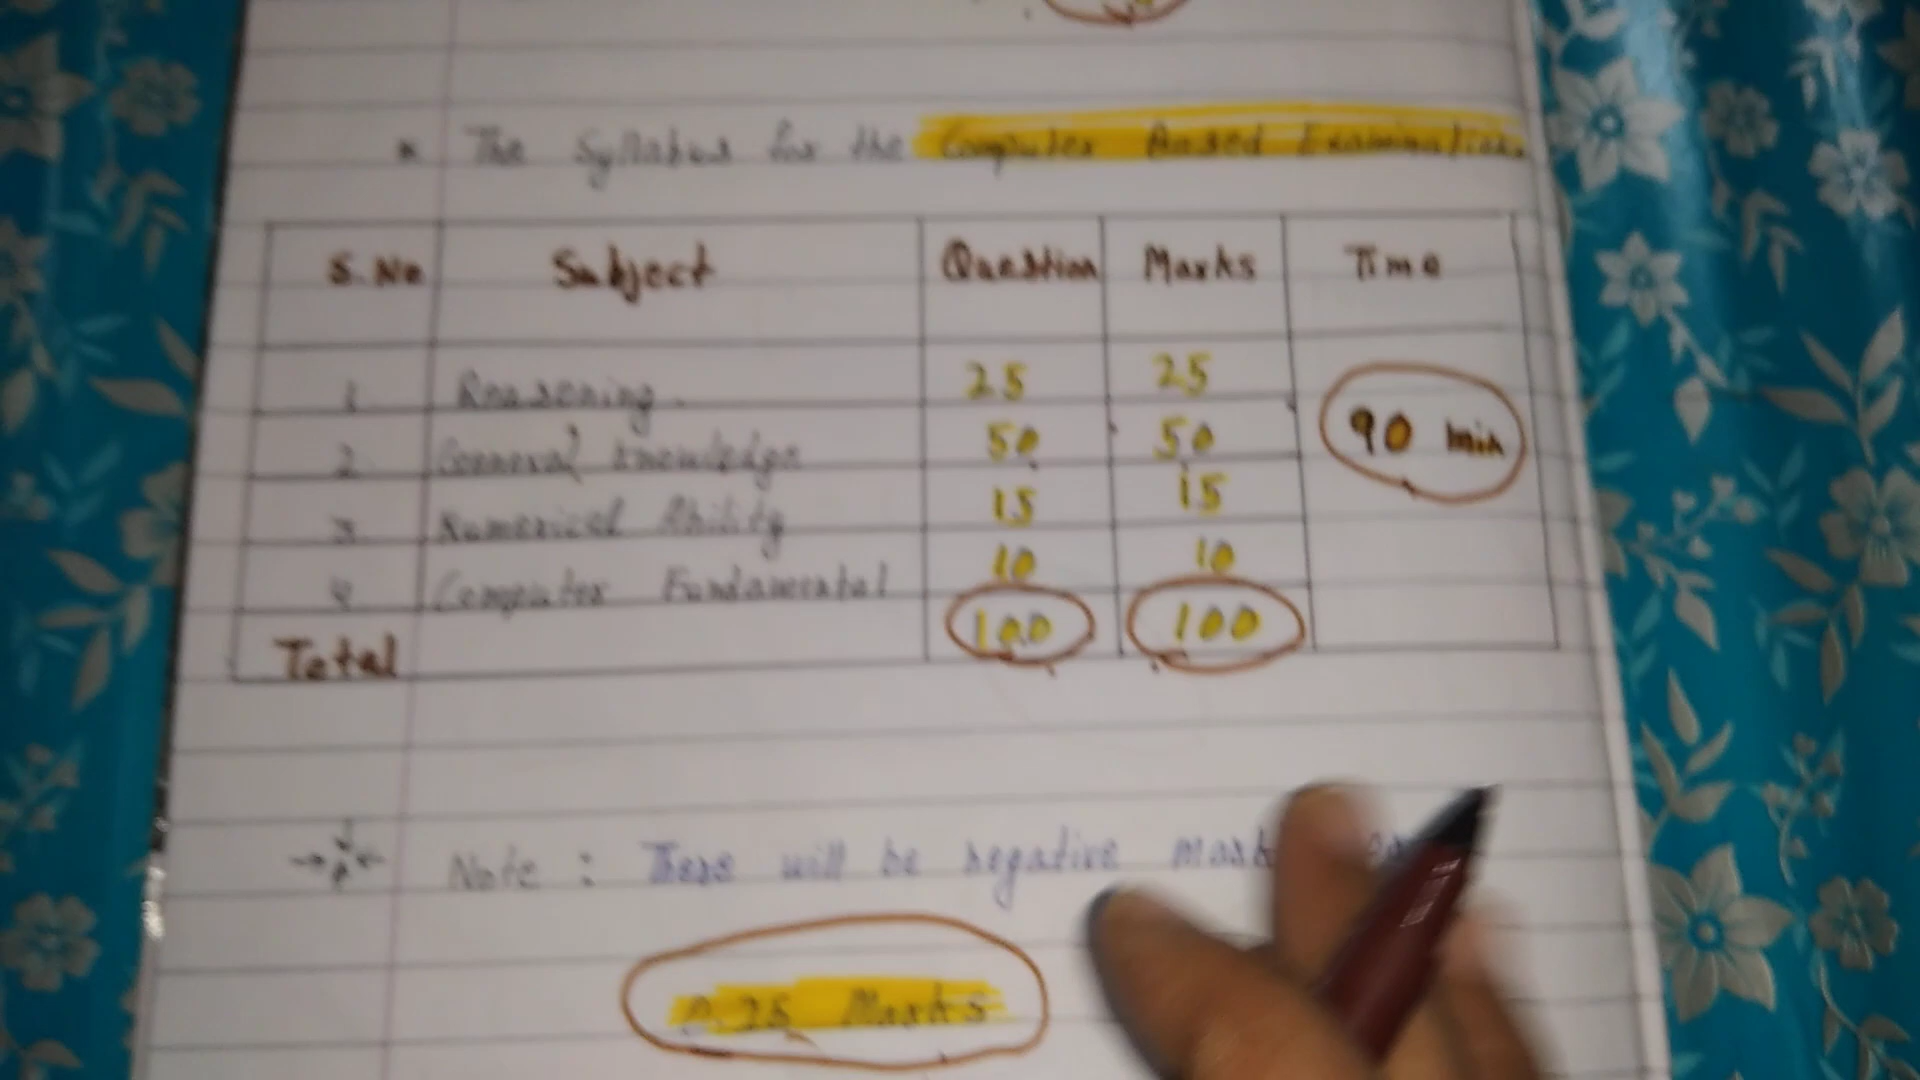 * The Syllabus for the Computer Based Examination.
S. No Subject Question Marks Time
1 Reasoning. 25 25
90 min
2. General knowledge 50 50
3 Numerical Ability 15 15
4 Computer Fundamental 10 10
Total 100 100
Note : There will be negative
0.25 Marks